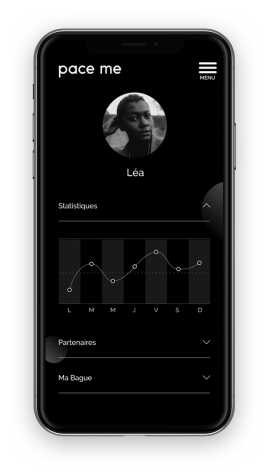 pace me
MENU
Léa
Statistiques
L M M J V S D
Partenaires
Ma Bague